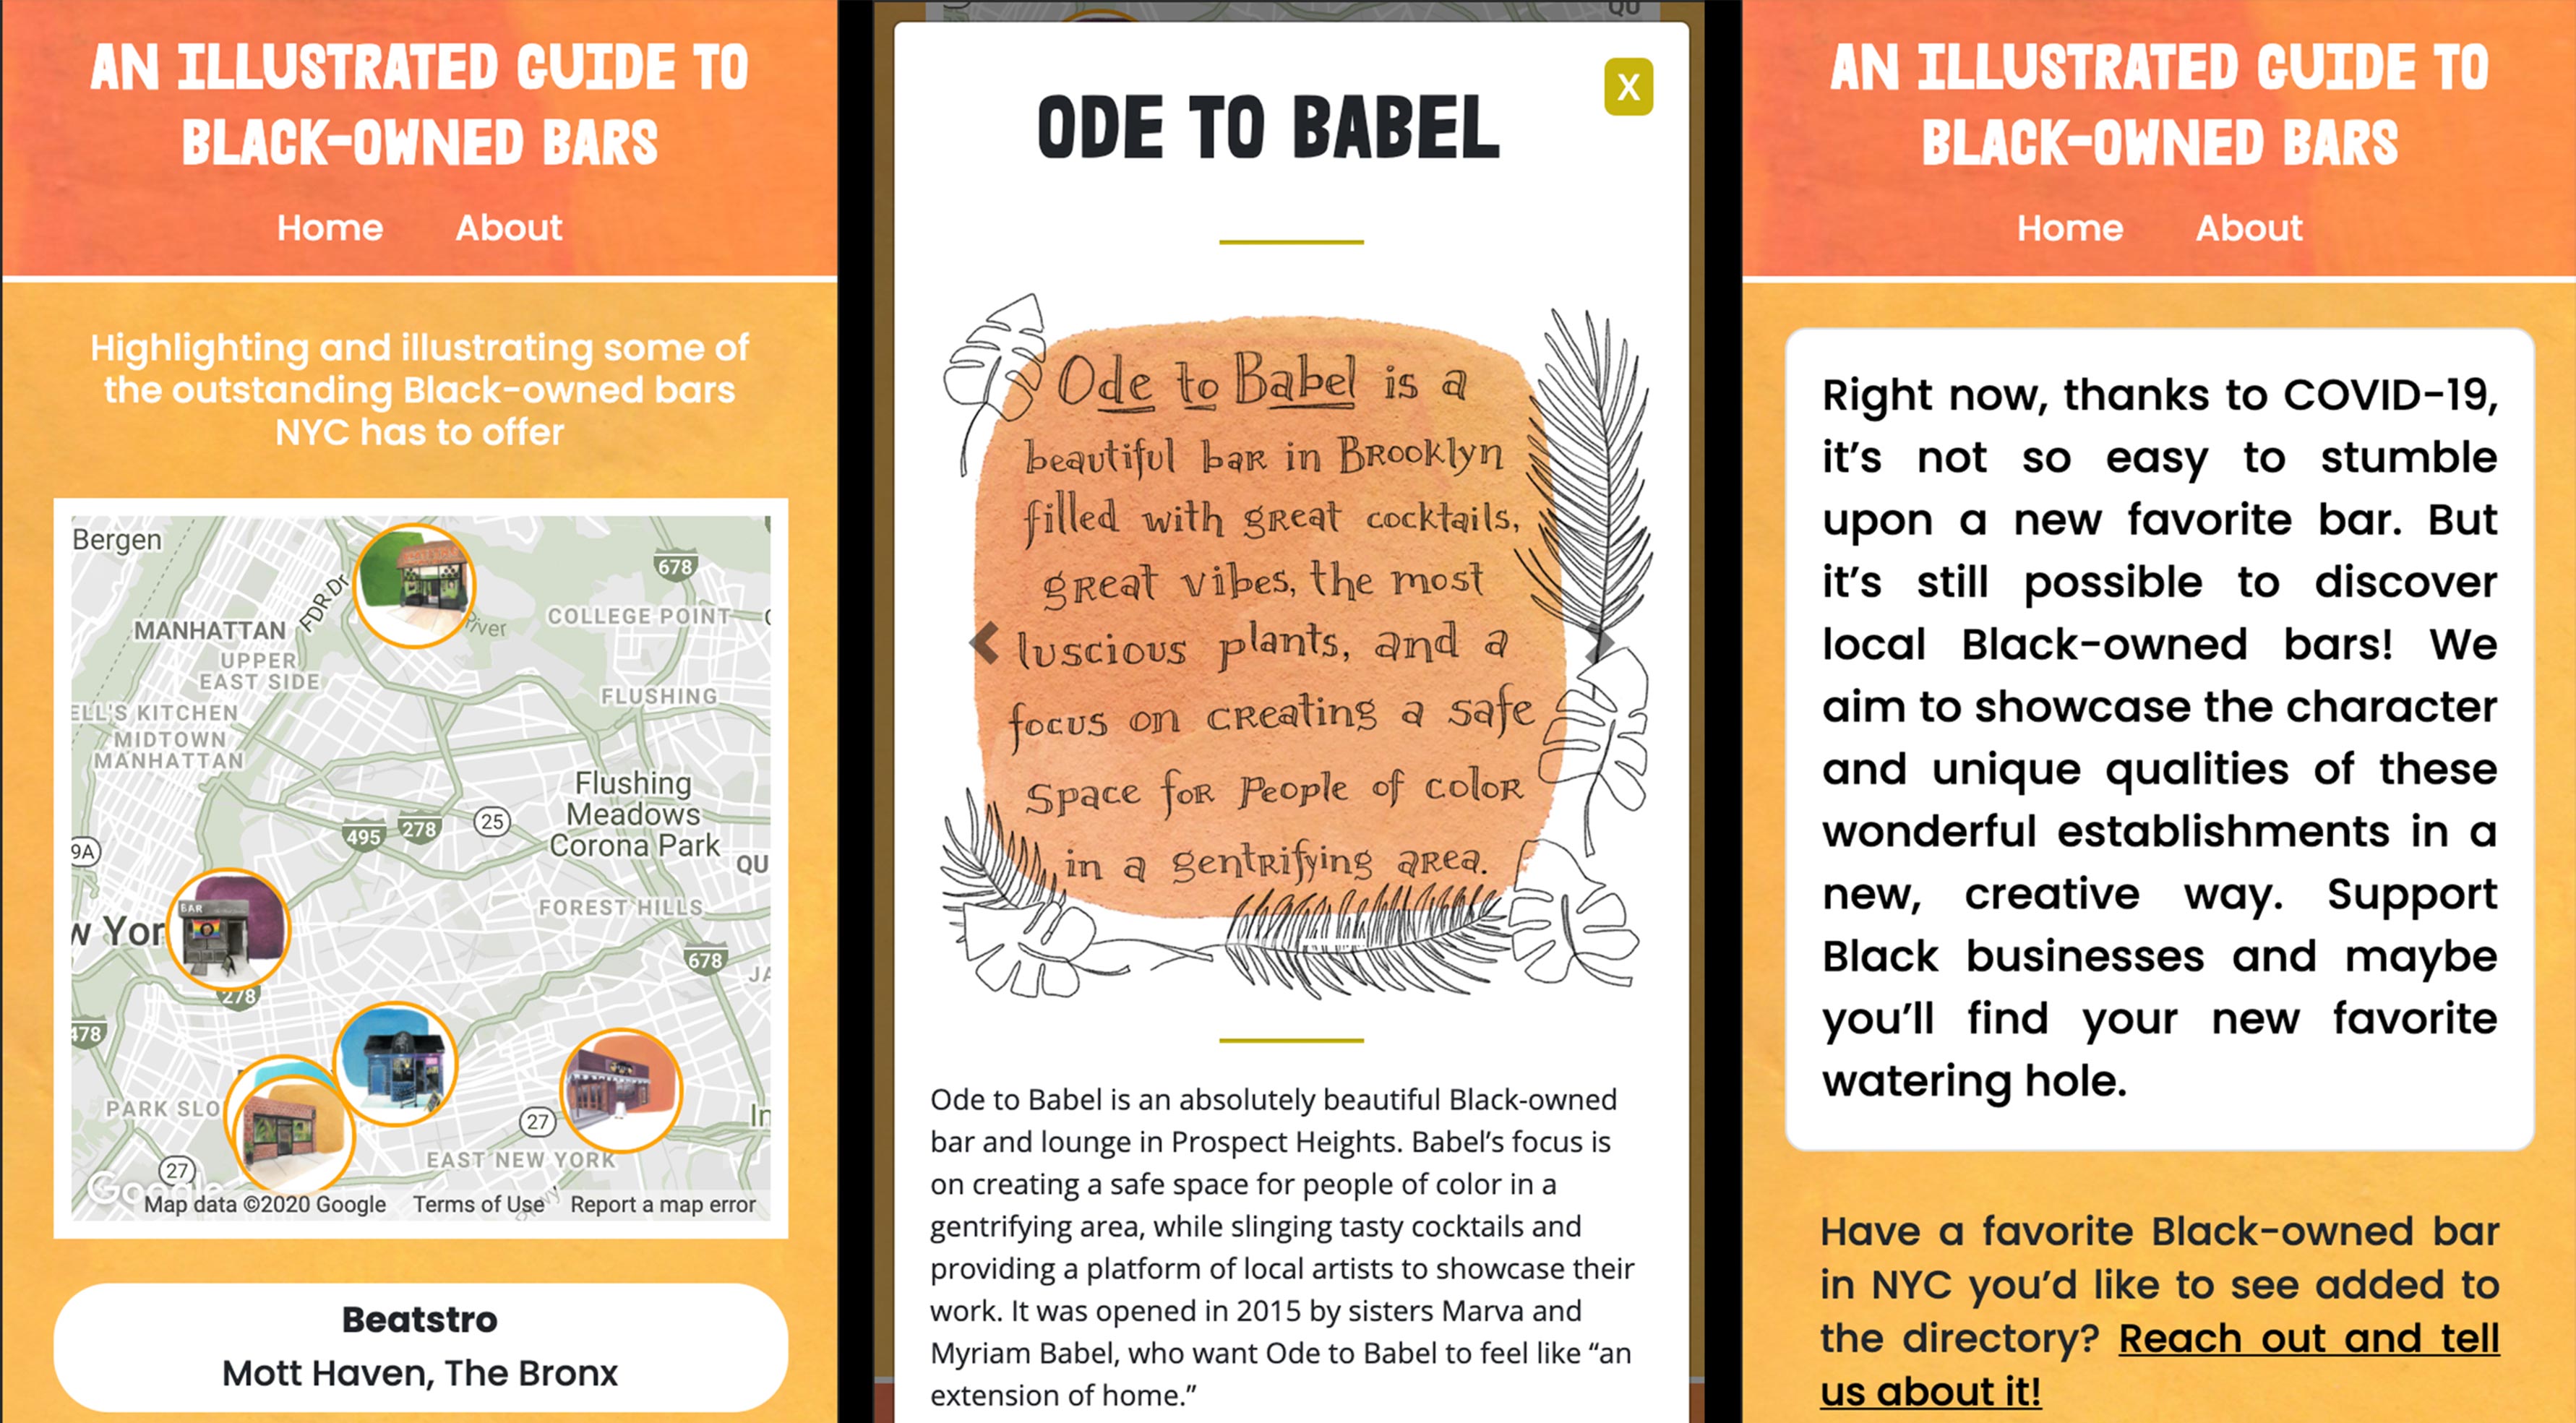 AN ILLUSTRATED GUIDE TO
BLACK-OWNED BARS
Home About
Highlighting and illustrating some of
the outstanding Black-owned bars
NYC has to offer
Bergen
678
FDR Dr
COLLEGE POINT
MANHATTAN
River
UPPER
EAST SIDE
FLUSHING
ELL'S KITCHEN
MIDTOWN
MANHATTAN
Flushing
Meadows
Corona Park
495
278
25
9A
QU
BAR
FOREST HILLS
w Yor
678
JA
278
478
PARK SLO
27
In
EAST NEW YORK
27
Google
Map data ©2020 Google Terms of Use Report a map error
Beatstro
Mott Haven, The Bronx
QU
X
ODE TO BABEL
Ode to Babel is a
beautiful bar in Brooklyn
filled with great cocktails,
great vibes, the most
luscious plants, and a
focus on creating a safe
space for people of color
in a gentrifying area.
Ode to Babel is an absolutely beautiful Black-owned
bar and lounge in Prospect Heights. Babel’s focus is
on creating a safe space for people of color in a
gentrifying area, while slinging tasty cocktails and
providing a platform of local artists to showcase their
work. It was opened in 2015 by sisters Marva and
Myriam Babel, who want Ode to Babel to feel like “an
extension of home.”
AN ILLUSTRATED GUIDE TO
BLACK-OWNED BARS
Home About
Right now, thanks to COVID-19,
it’s not so easy to stumble
upon a new favorite bar. But
it’s still possible to discover
local Black-owned bars! We
aim to showcase the character
and unique qualities of these
wonderful establishments in a
new, creative way. Support
Black businesses and maybe
you’ll find your new favorite
watering hole.
Have a favorite Black-owned bar
in NYC you’d like to see added to
the directory? Reach out and tell
us about it!